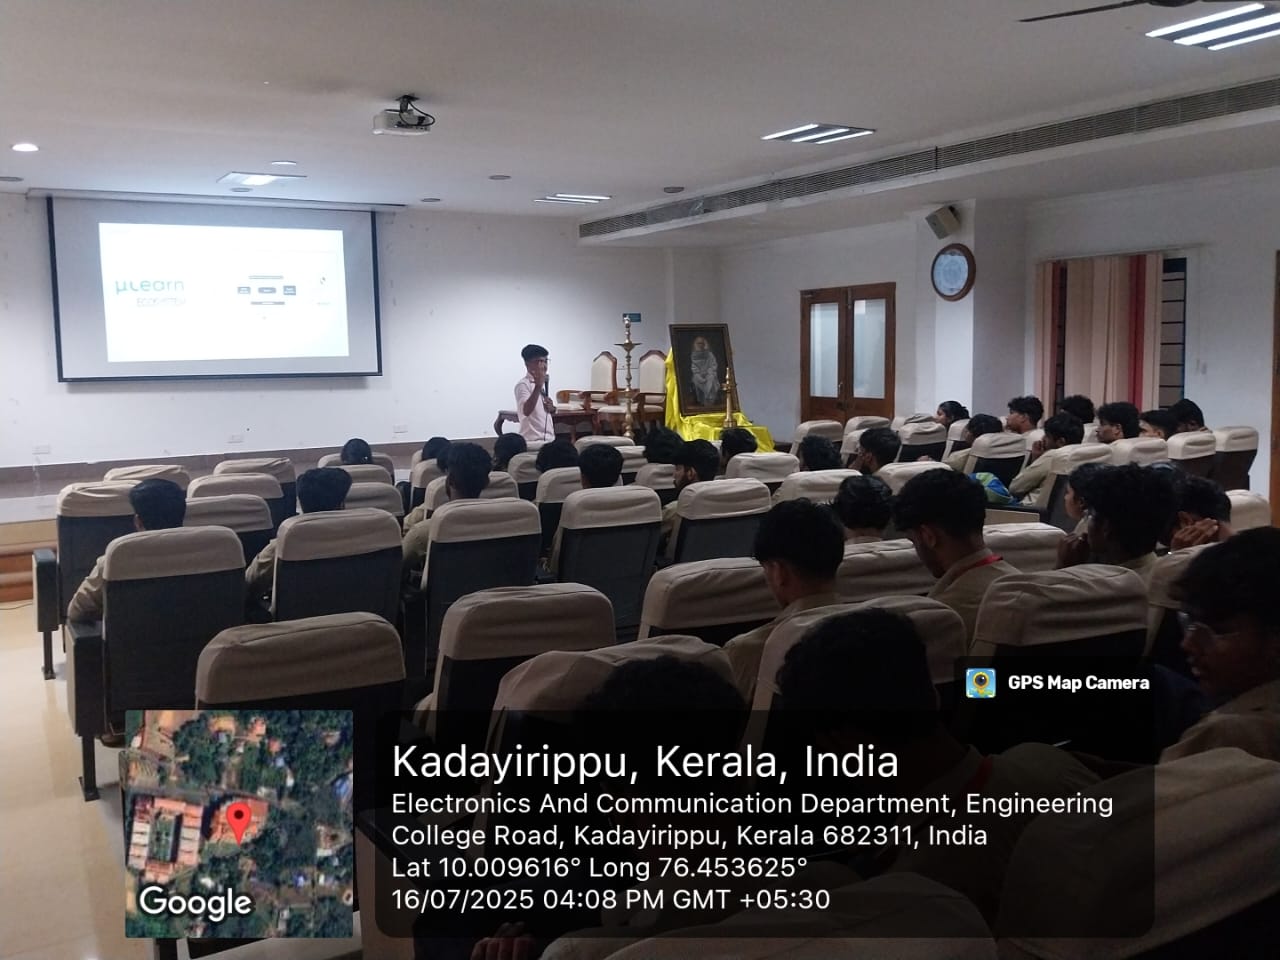 µLearn
ECOSYSTEM
GPS Map Camera
Kadayirippu, Kerala, India
Electronics And Communication Department, Engineering
College Road, Kadayirippu, Kerala 682311, India
Lat 10.009616° Long 76.453625°
16/07/2025 04:08 PM GMT +05:30
Google